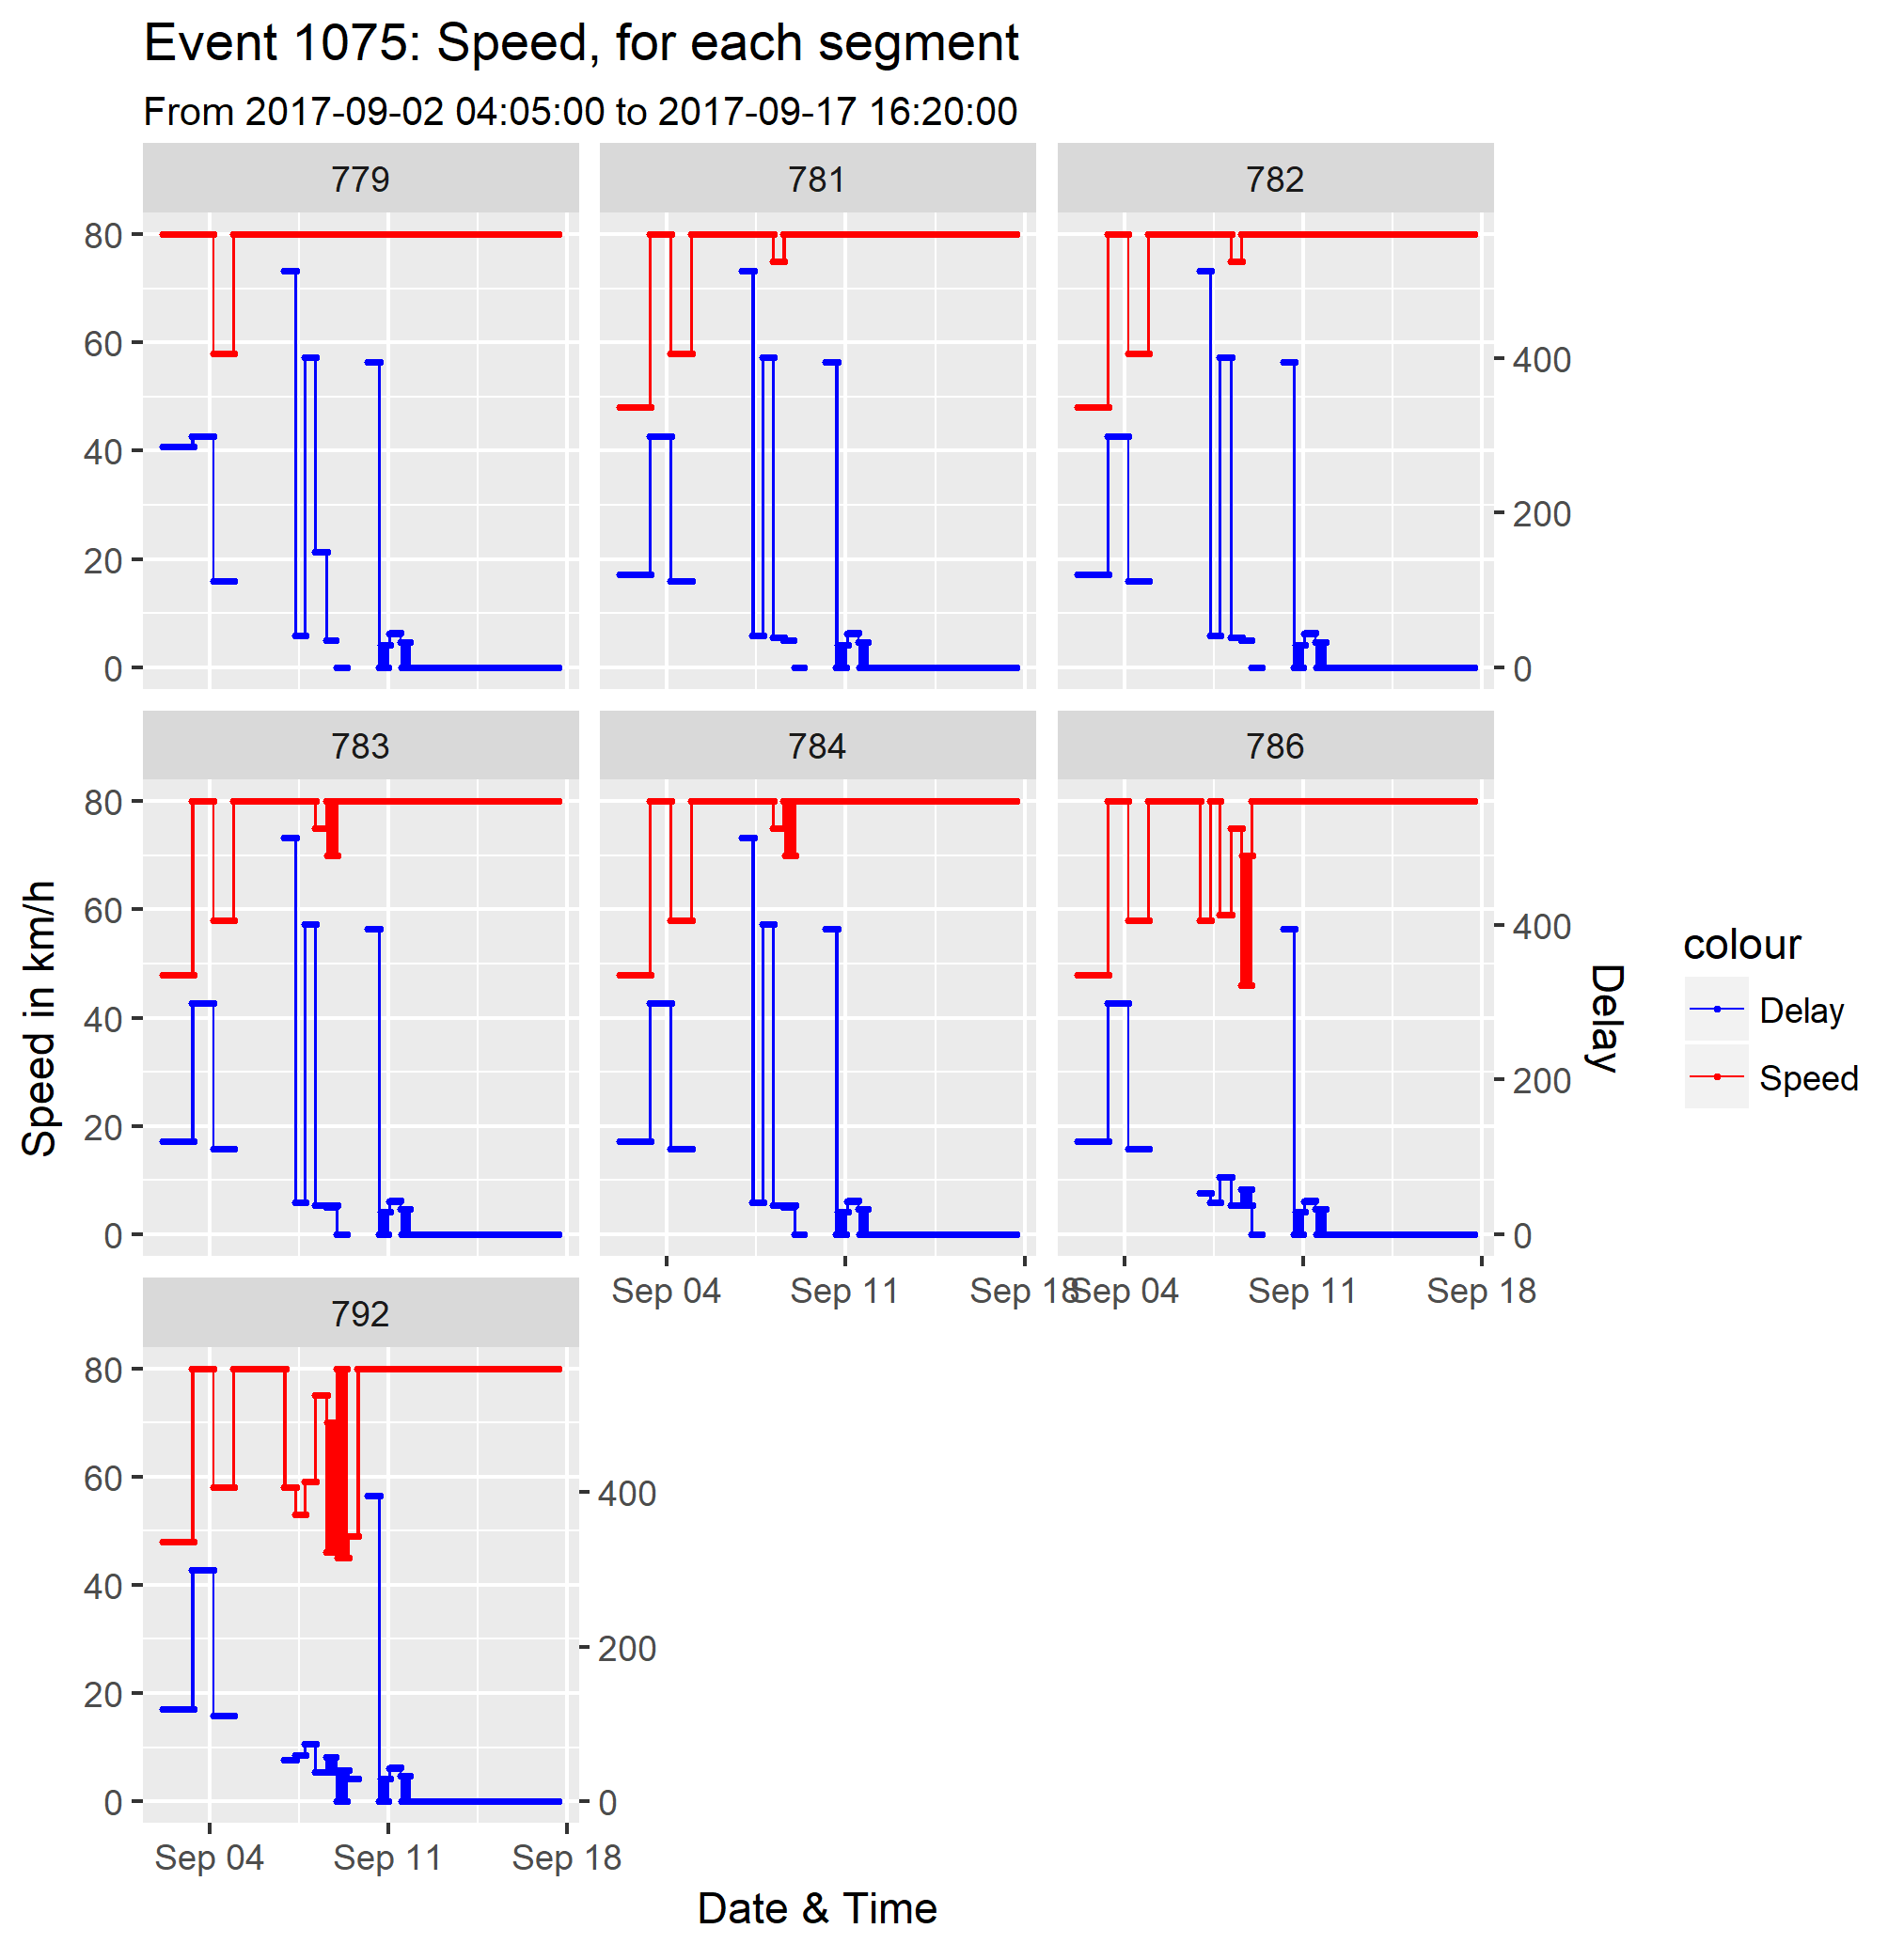 Event 1075: Speed, for each segment
From 2017-09-02 04:05:00 to 2017-09-17 16:20:00
779
781
782
80
60
40
20
0
400
200
0
783
784
786
80
60
40
20
0
400
200
0
Sep 04
Sep 11
Sep 18
Sep 04
Sep 11
Sep 18
792
80
60
40
20
0
400
200
0
Sep 04
Sep 11
Sep 18
Speed in km/h
Delay
Date & Time
colour
Delay
Speed